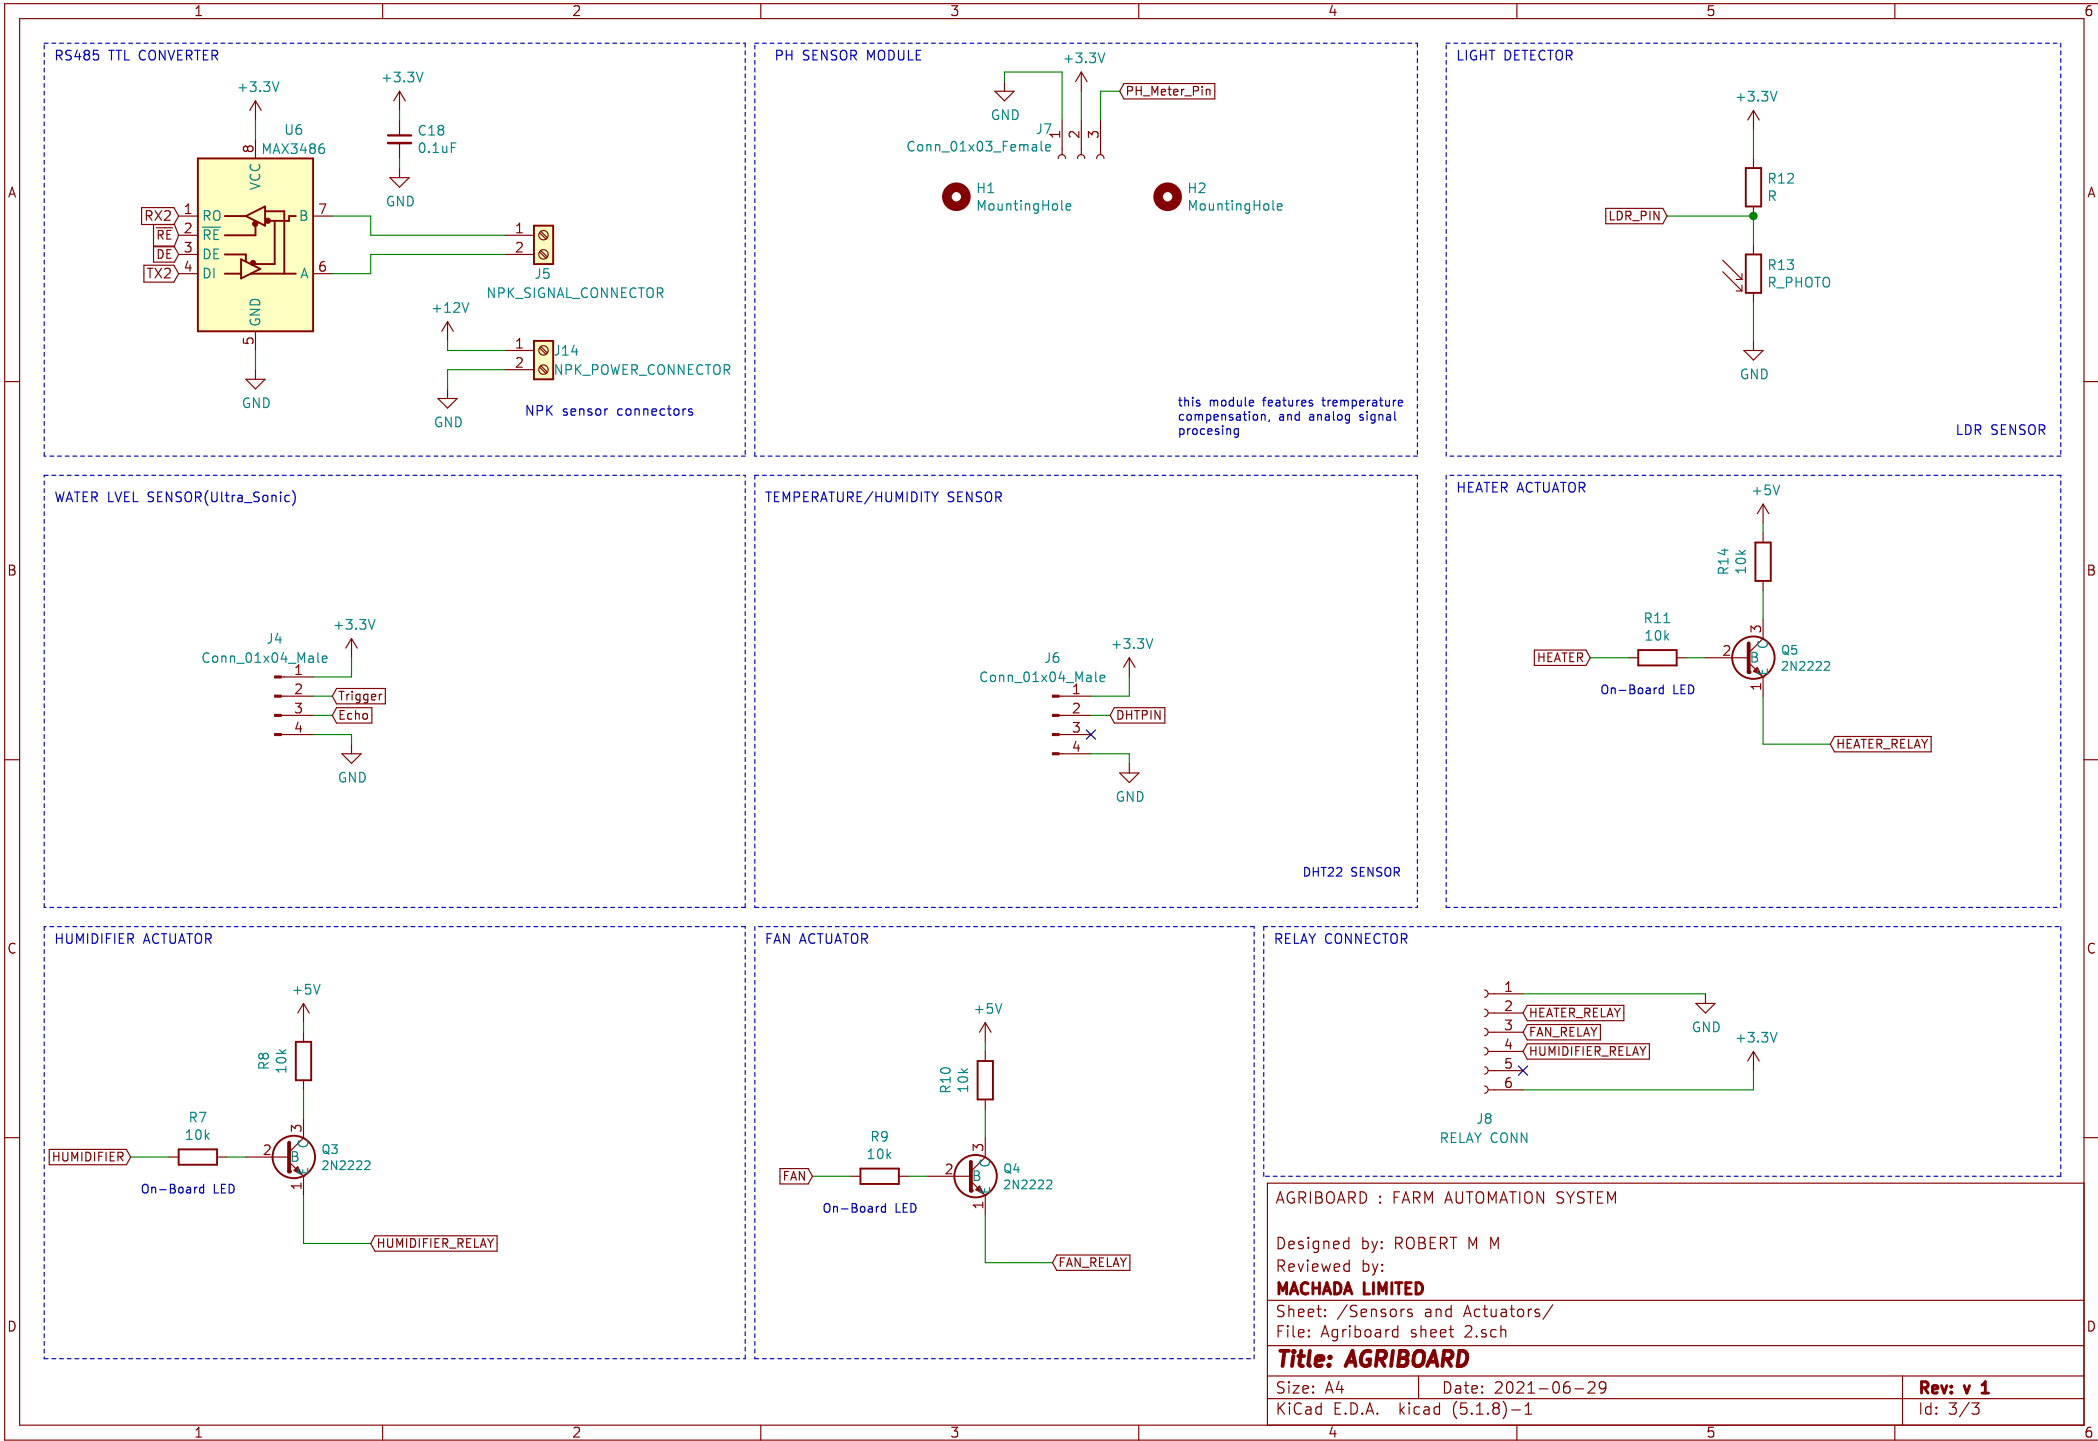 1 2 3 4 5 6
A
B
C
D
A
B
C
D
RS485 TTL CONVERTER
+3.3V
+3.3V
U6
MAX3486
C18
0.1uF
GND
8
VCC
RX2 1 RO
RE 2 RE
DE 3 DE
TX2 4 DI
B 7
A 6
GND
5
GND
1
2
J5
NPK_SIGNAL_CONNECTOR
+12V
1
2
J14
NPK_POWER_CONNECTOR
GND
NPK sensor connectors
PH SENSOR MODULE
+3.3V
GND
PH_Meter_Pin
J7
Conn_01x03_Female
1 2 3
H1
MountingHole
H2
MountingHole
this module features tremperature
compensation, and analog signal
procesing
LIGHT DETECTOR
+3.3V
R12
R
LDR_PIN
R13
R_PHOTO
GND
LDR SENSOR
WATER LVEL SENSOR(Ultra_Sonic)
+3.3V
J4
Conn_01x04_Male
1
2 Trigger
3 Echo
4
GND
TEMPERATURE/HUMIDITY SENSOR
+3.3V
J6
Conn_01x04_Male
1
2 DHTPIN
3
4
GND
DHT22 SENSOR
HEATER ACTUATOR
+5V
R14
10k
R11
10k
HEATER
2 B
3 C
1 E
Q5
2N2222
On-Board LED
HEATER_RELAY
HUMIDIFIER ACTUATOR
+5V
R8
10k
R7
10k
HUMIDIFIER
2 B
3 C
1 E
Q3
2N2222
On-Board LED
HUMIDIFIER_RELAY
FAN ACTUATOR
+5V
R10
10k
R9
10k
FAN
2 B
3 C
1 E
Q4
2N2222
On-Board LED
FAN_RELAY
RELAY CONNECTOR
1
2 HEATER_RELAY
3 FAN_RELAY
4 HUMIDIFIER_RELAY
5
6
GND
+3.3V
J8
RELAY CONN
AGRIBOARD : FARM AUTOMATION SYSTEM
Designed by: ROBERT M M
Reviewed by:
MACHADA LIMITED
Sheet: /Sensors and Actuators/
File: Agriboard sheet 2.sch
Title: AGRIBOARD
Size: A4 Date: 2021-06-29 Rev: v 1
KiCad E.D.A. kicad (5.1.8)-1 Id: 3/3
1 2 3 4 5 6